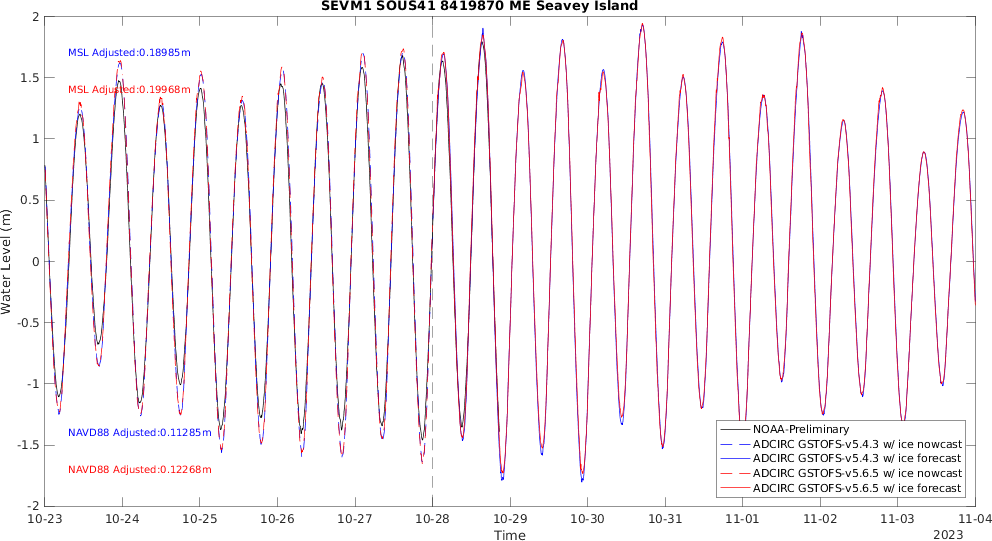 SEVM1 SOUS41 8419870 ME Seavey Island
MSL Adjusted:0.18985m
MSL Adjusted:0.19968m
NAVD88 Adjusted:0.11285m
NAVD88 Adjusted:0.12268m
Water Level (m)
2
1.5
1
0.5
0
-0.5
-1
-1.5
-2
NOAA-Preliminary
ADCIRC GSTOFS-v5.4.3 w/ ice nowcast
ADCIRC GSTOFS-v5.4.3 w/ ice forecast
ADCIRC GSTOFS-v5.6.5 w/ ice nowcast
ADCIRC GSTOFS-v5.6.5 w/ ice forecast
10-23 10-24 10-25 10-26 10-27 10-28 10-29 10-30 10-31 11-01 11-02 11-03 11-04
Time
2023